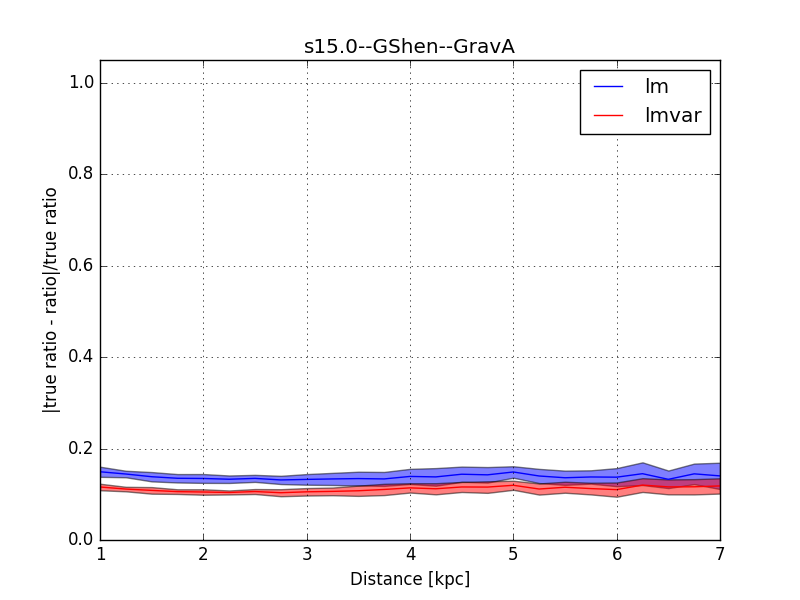 s15.0--GShen--GravA
lm
lmvar
1.0
0.8
0.6
0.4
0.2
0.0
|true ratio - ratio|/true ratio
1 2 3 4 5 6 7
Distance [kpc]